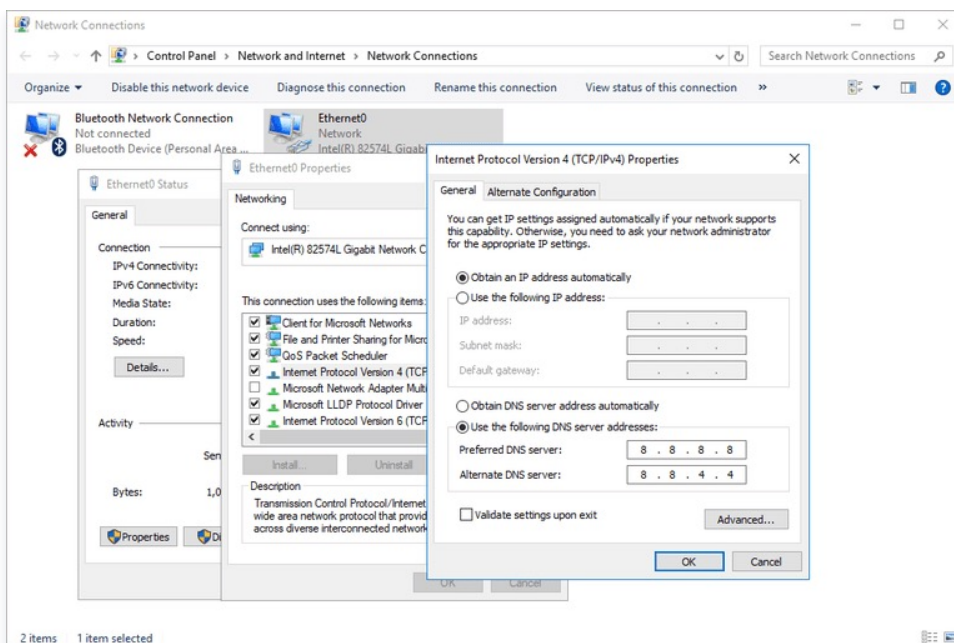 Network Connections
Control Panel > Network and Internet > Network Connections
Search Network Connections
Organize Disable this network device Diagnose this connection Rename this connection View status of this connection »
Bluetooth Network Connection
Not connected
Bluetooth Device (Personal Area ...
Ethernet0
Network
Intel(R) 82574L Gigabi
Ethernet0 Status
General
Connection
IPv4 Connectivity:
IPv6 Connectivity:
Media State:
Duration:
Speed:
Details...
Activity
Sen
Bytes: 1,0
Properties Di
Ethernet0 Properties
Networking
Connect using:
Intel(R) 82574L Gigabit Network C
This connection uses the following items:
Client for Microsoft Networks
File and Printer Sharing for Micro
QoS Packet Scheduler
Internet Protocol Version 4 (TCP
Microsoft Network Adapter Multi
Microsoft LLDP Protocol Driver
Internet Protocol Version 6 (TCP
Install... Uninstall
Description
Transmission Control Protocol/Internet
wide area network protocol that provid
across diverse interconnected network
OK Cancel
Internet Protocol Version 4 (TCP/IPv4) Properties
General Alternate Configuration
You can get IP settings assigned automatically if your network supports
this capability. Otherwise, you need to ask your network administrator
for the appropriate IP settings.
Obtain an IP address automatically
Use the following IP address:
IP address:
Subnet mask:
Default gateway:
Obtain DNS server address automatically
Use the following DNS server addresses:
Preferred DNS server: 8 . 8 . 8 . 8
Alternate DNS server: 8 . 8 . 4 . 4
Validate settings upon exit
Advanced...
OK Cancel
2 items 1 item selected